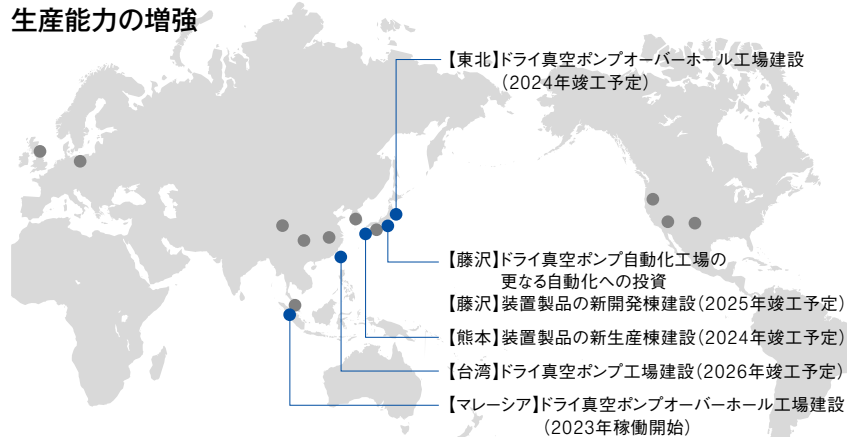 生産能力の増強
【東北】ドライ真空ポンプオーバーホール工場建設
（2024年竣工予定）
【藤沢】ドライ真空ポンプ自動化工場の
更なる自動化への投資
【藤沢】装置製品の新開発棟建設（2025年竣工予定）
【熊本】装置製品の新生産棟建設（2024年竣工予定）
【台湾】ドライ真空ポンプ工場建設（2026年竣工予定）
【マレーシア】ドライ真空ポンプオーバーホール工場建設
（2023年稼働開始）